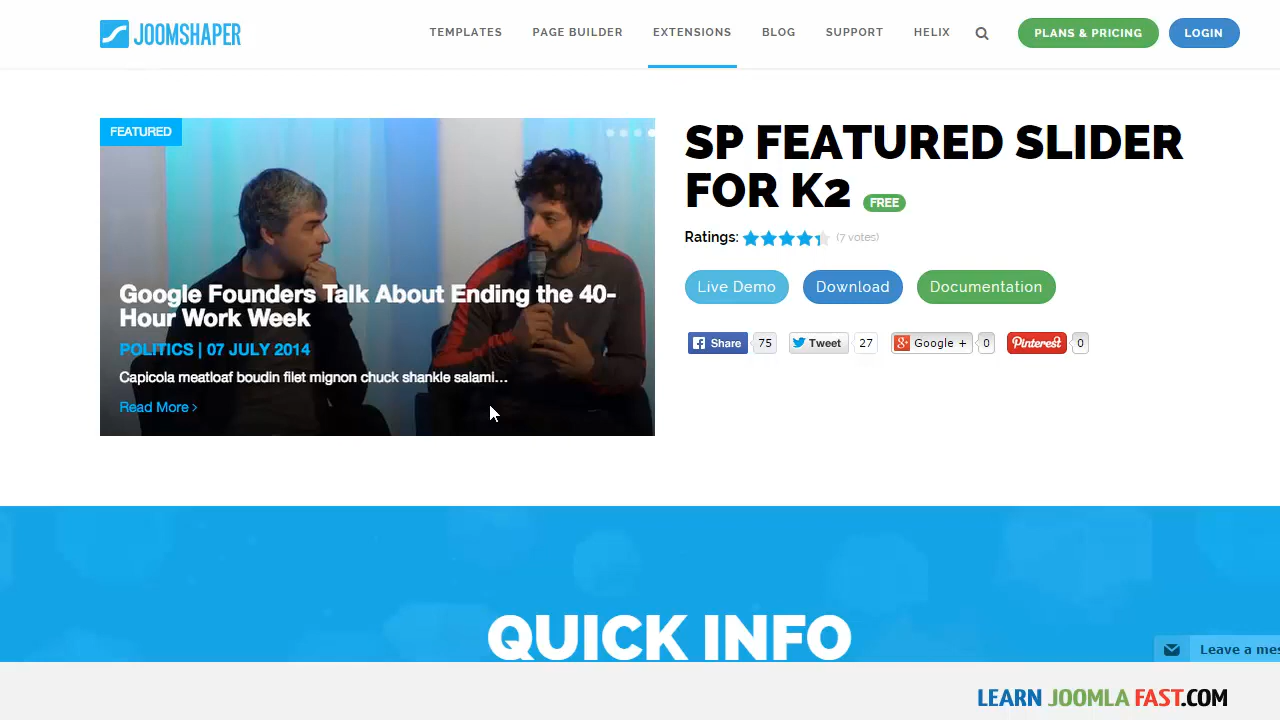 JOOMSHAPER
TEMPLATES PAGE BUILDER EXTENSIONS BLOG SUPPORT HELIX PLANS & PRICING LOGIN
FEATURED
Google Founders Talk About Ending the 40-
Hour Work Week
POLITICS | 07 JULY 2014
Capicola meatloaf boudin filet mignon chuck shankle salami...
Read More ›
SP FEATURED SLIDER
FOR K2 FREE
Ratings: (7 votes)
Live Demo Download Documentation
Share 75 Tweet 27 Google + 0 Pinterest 0
QUICK INFO
Leave a mes
LEARN JOOMLA FAST.COM